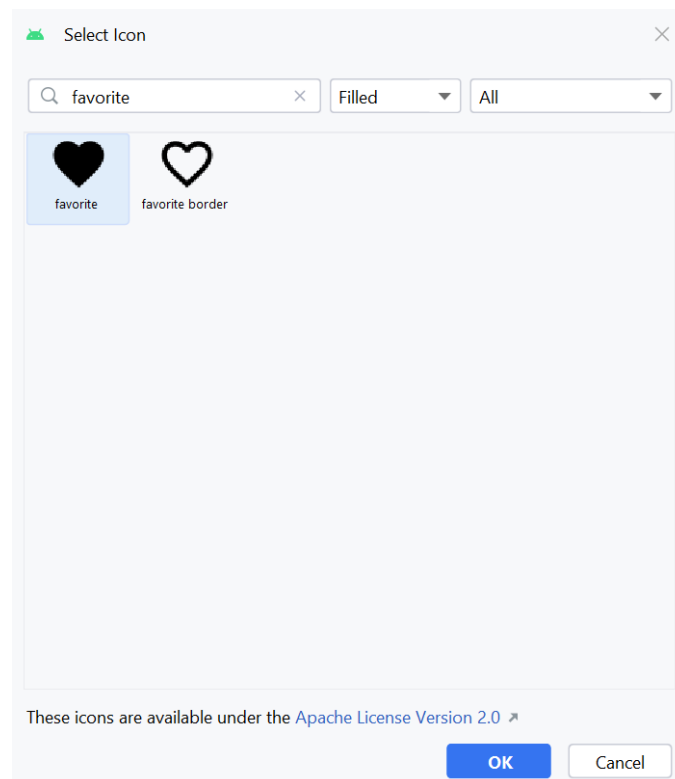 Select Icon
favorite
Filled
All
favorite
favorite border
These icons are available under the Apache License Version 2.0
OK
Cancel